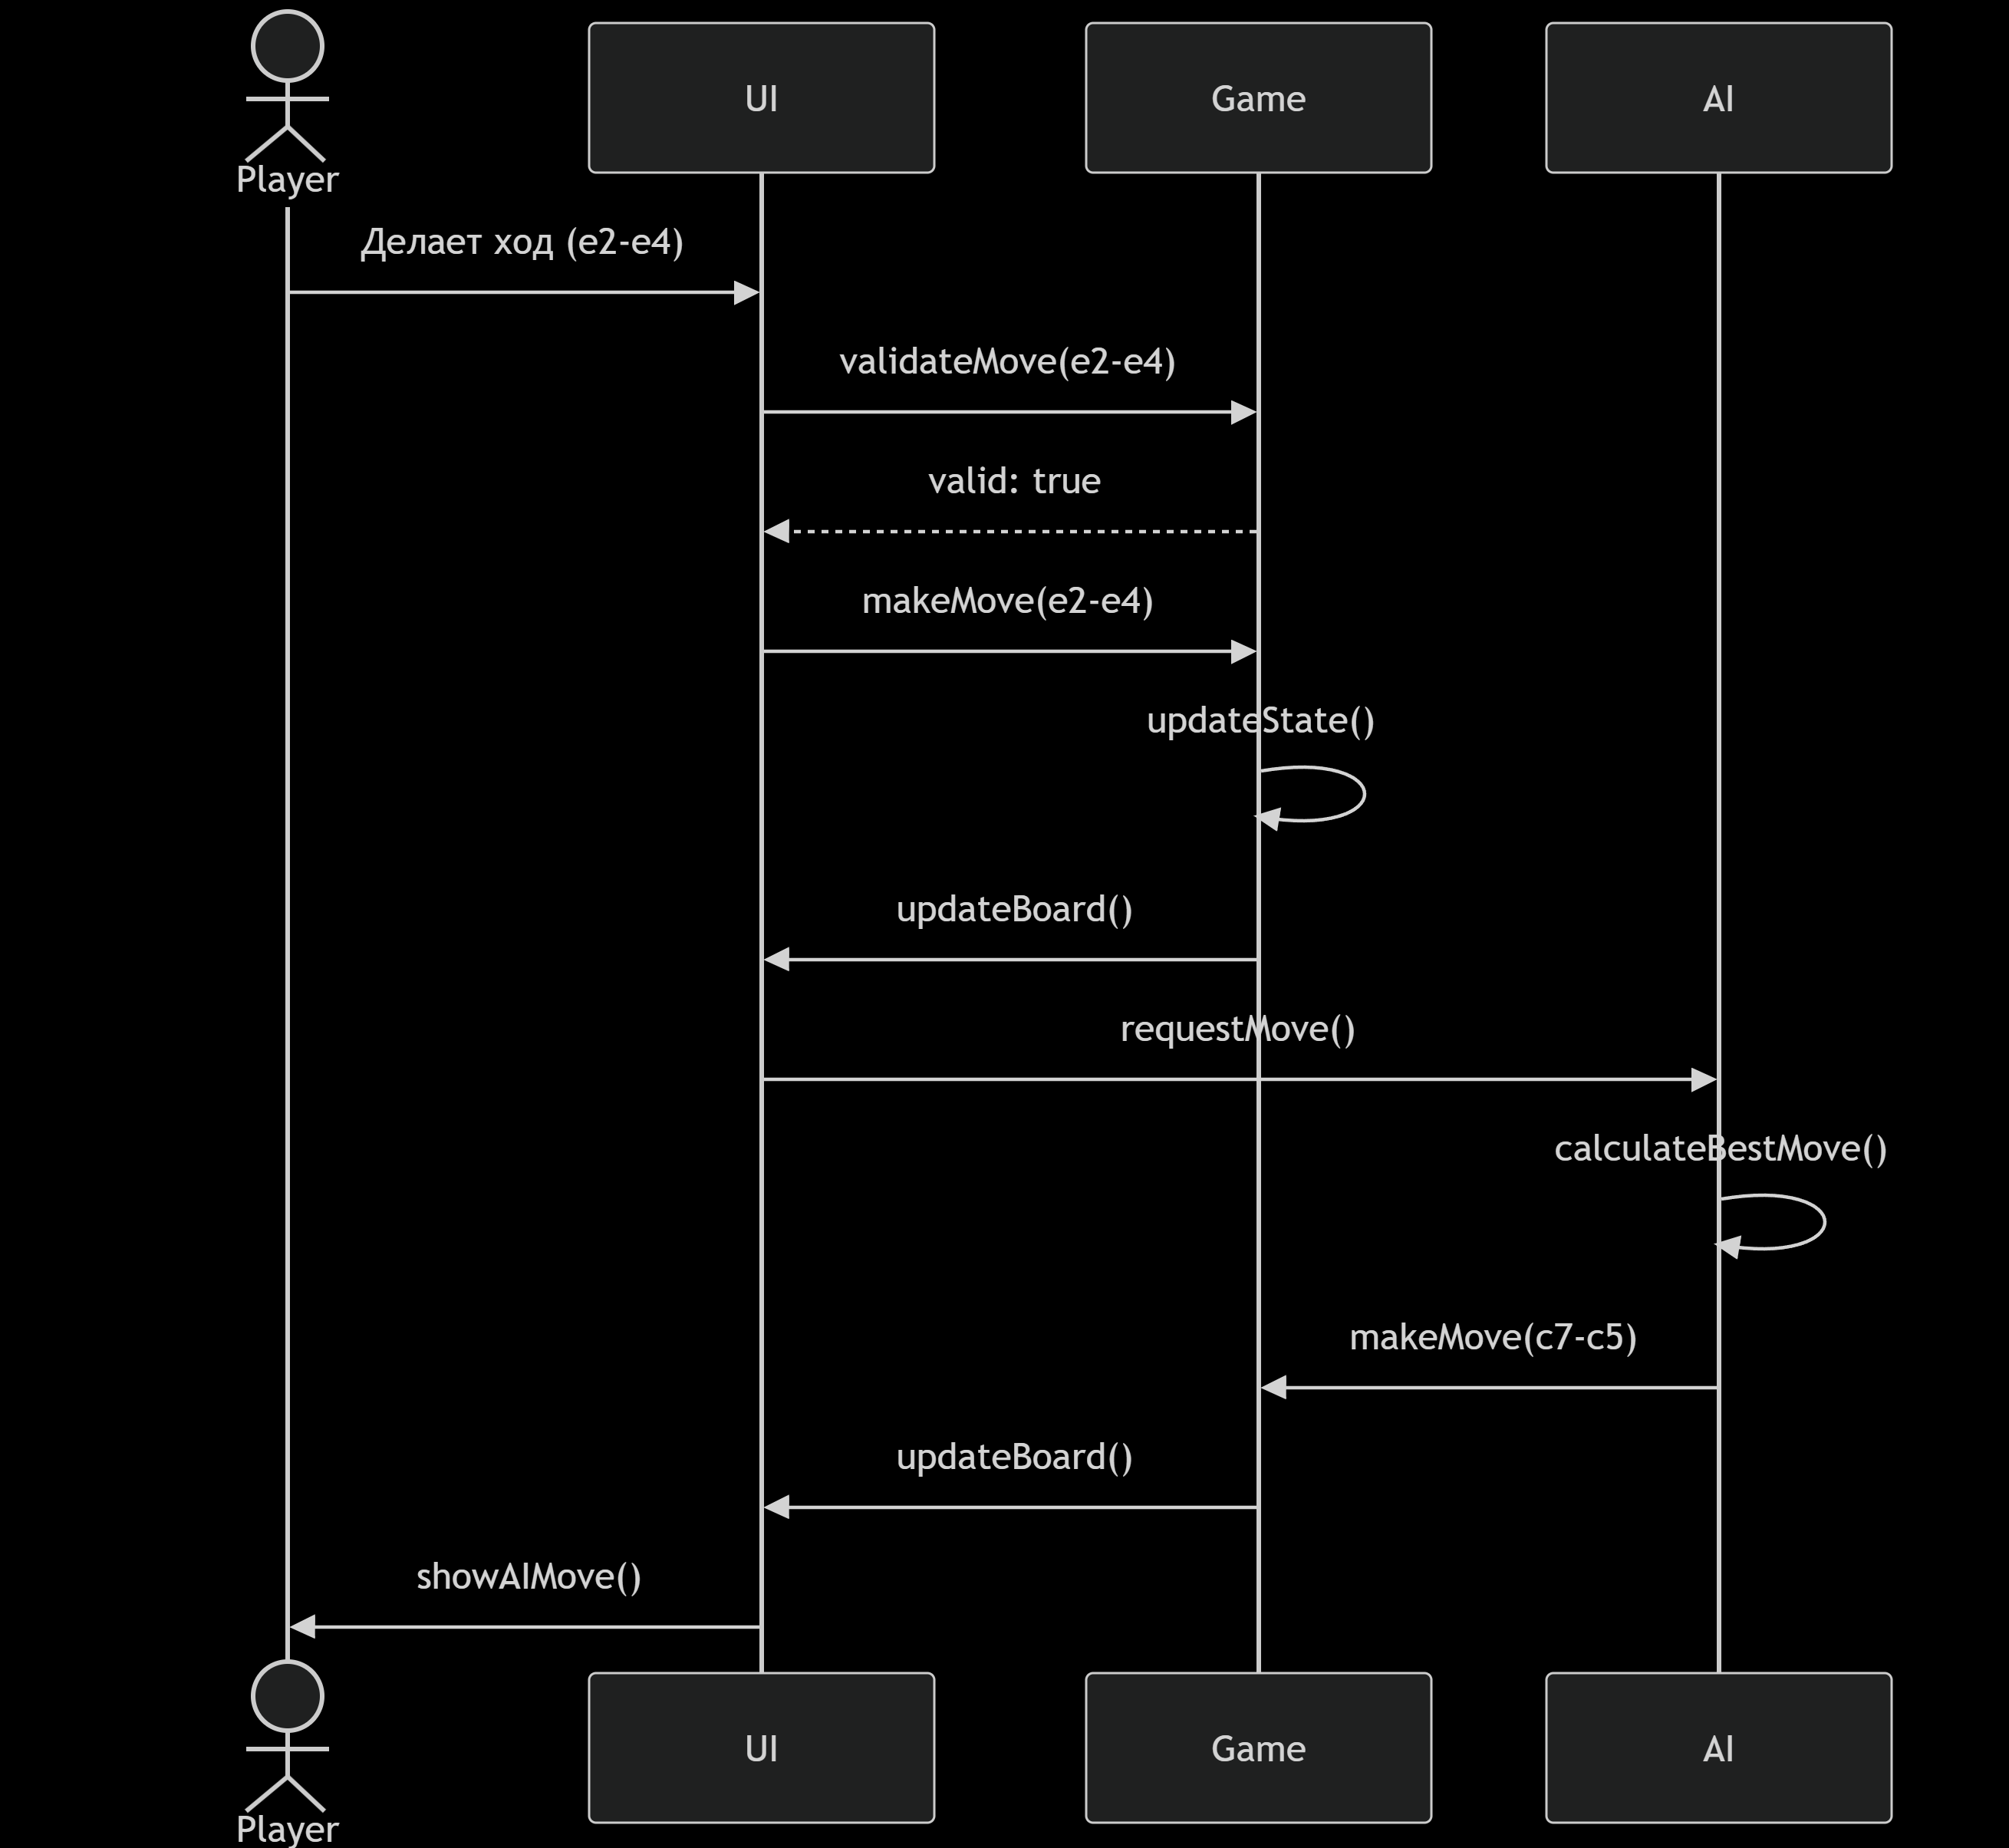 Player
UI
Game
AI
Делает ход (e2-e4)
validateMove(e2-e4)
valid: true
makeMove(e2-e4)
updateState()
updateBoard()
requestMove()
calculateBestMove()
makeMove(c7-c5)
updateBoard()
showAIMove()
UI
Game
AI
Player